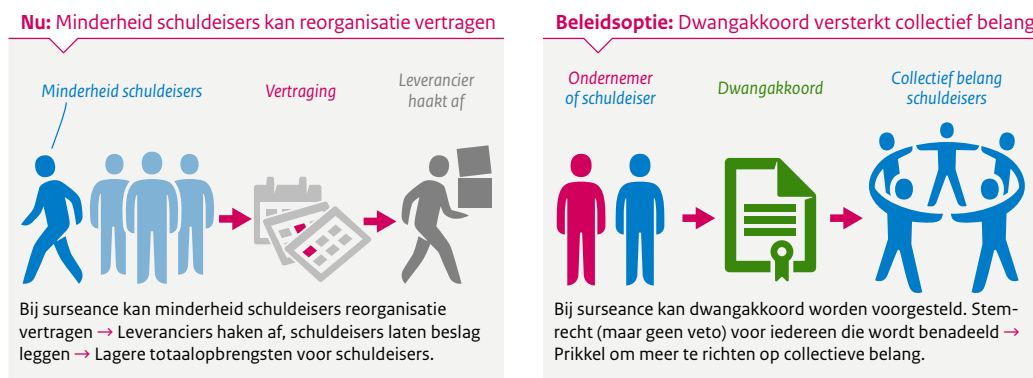 Nu: Minderheid schuldeisers kan reorganisatie vertragen
Minderheid schuldeisers
Vertraging
Leverancier
haakt af
Bij surseance kan minderheid schuldeisers reorganisatie
vertragen → Leveranciers haken af, schuldeisers laten beslag
leggen → Lagere totaalopbrengsten voor schuldeisers.
Beleidsoptie: Dwangakkoord versterkt collectief belang
Ondernemer
of schuldeiser
Dwangakkoord
Collectief belang
schuldeisers
Bij surseance kan dwangakkoord worden voorgesteld. Stem-
recht (maar geen veto) voor iedereen die wordt benadeeld →
Prikkel om meer te richten op collectieve belang.